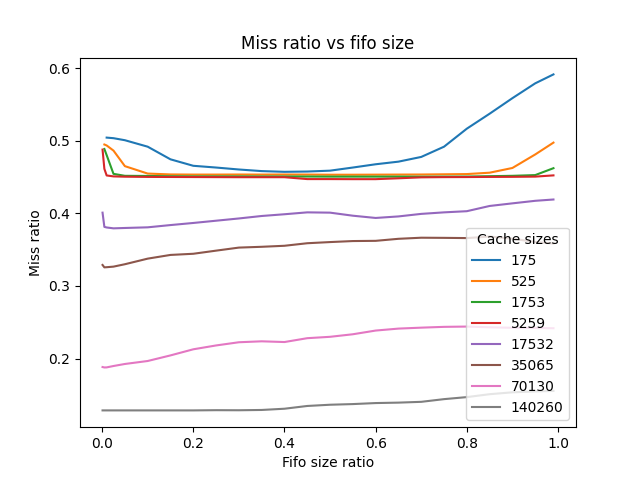 Miss ratio vs fifo size
0.6
0.5
0.4
0.3
0.2
Miss ratio
0.0 0.2 0.4 0.6 0.8 1.0
Fifo size ratio
Cache sizes
175
525
1753
5259
17532
35065
70130
140260